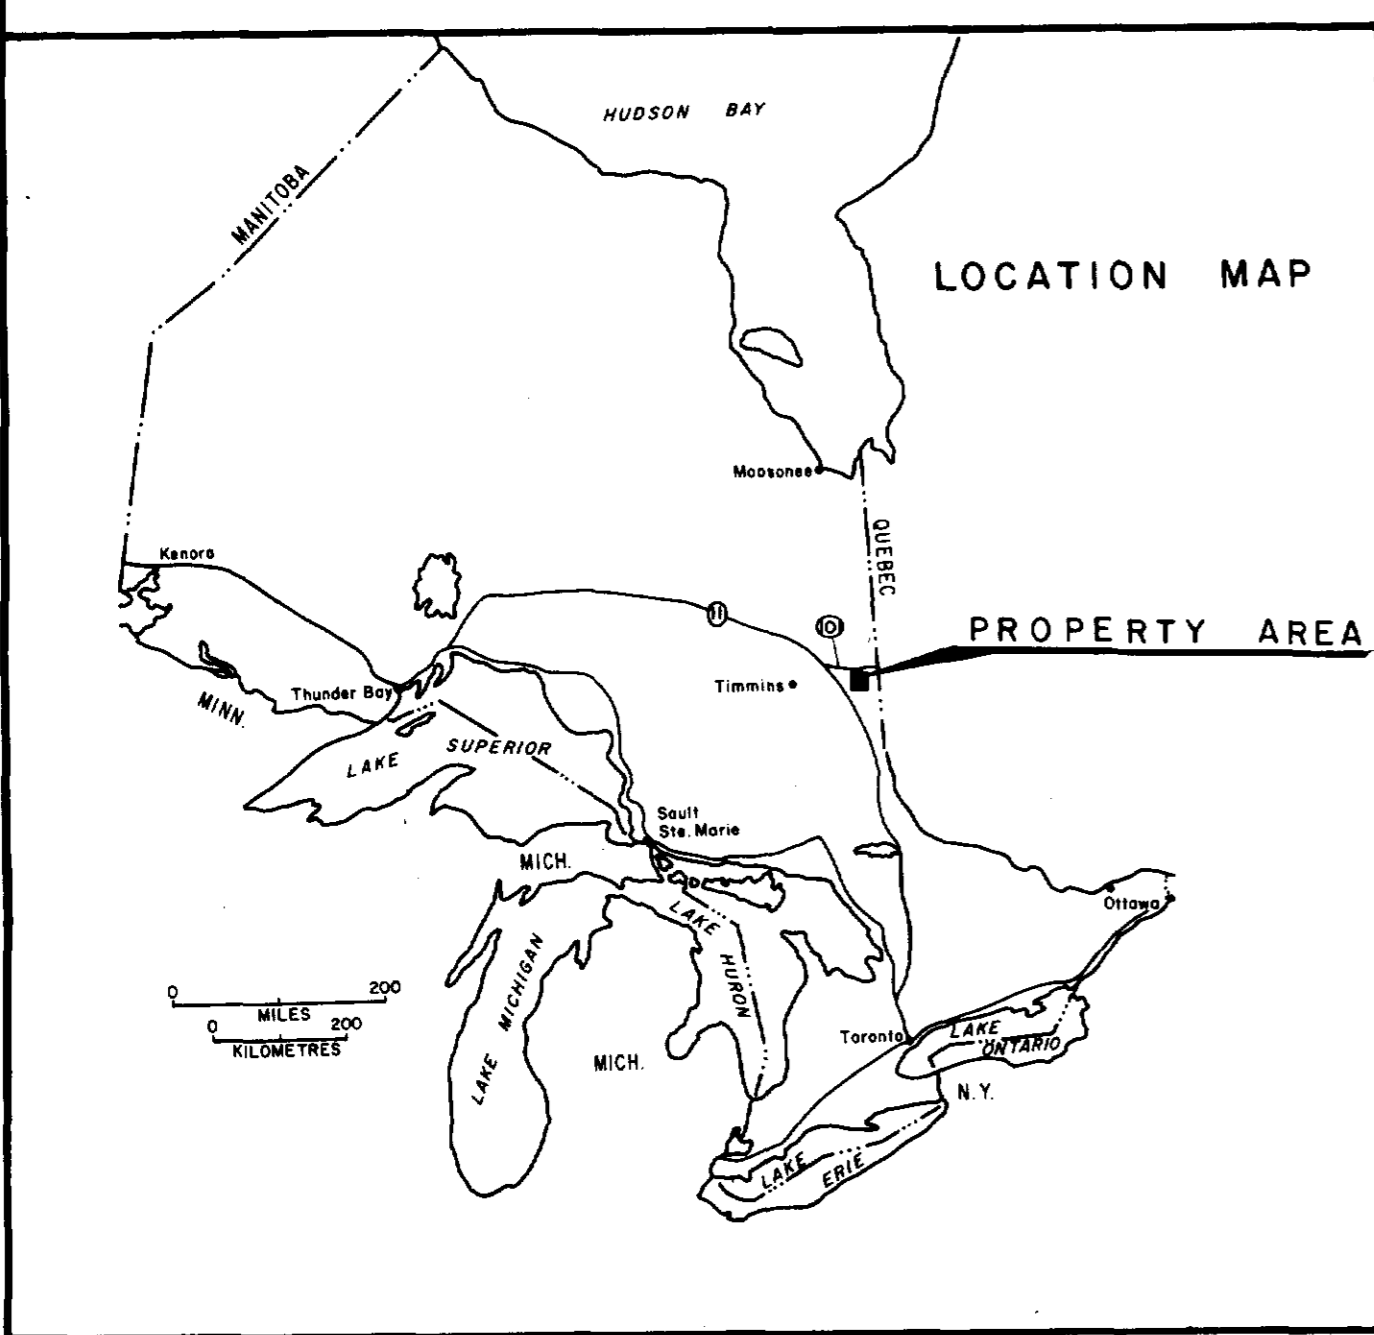 HUDSON BAY
MANITOBA
LOCATION MAP
Moosonee
QUEBEC
Kenora
11
101
PROPERTY AREA
Timmins
Thunder Bay
MINN.
LAKE SUPERIOR
Sault
Ste. Marie
MICH.
Ottawa
LAKE HURON
LAKE MICHIGAN
0 200
MILES
0 200
KILOMETRES
MICH.
Toronto
LAKE
ONTARIO
N.Y.
LAKE
ERIE